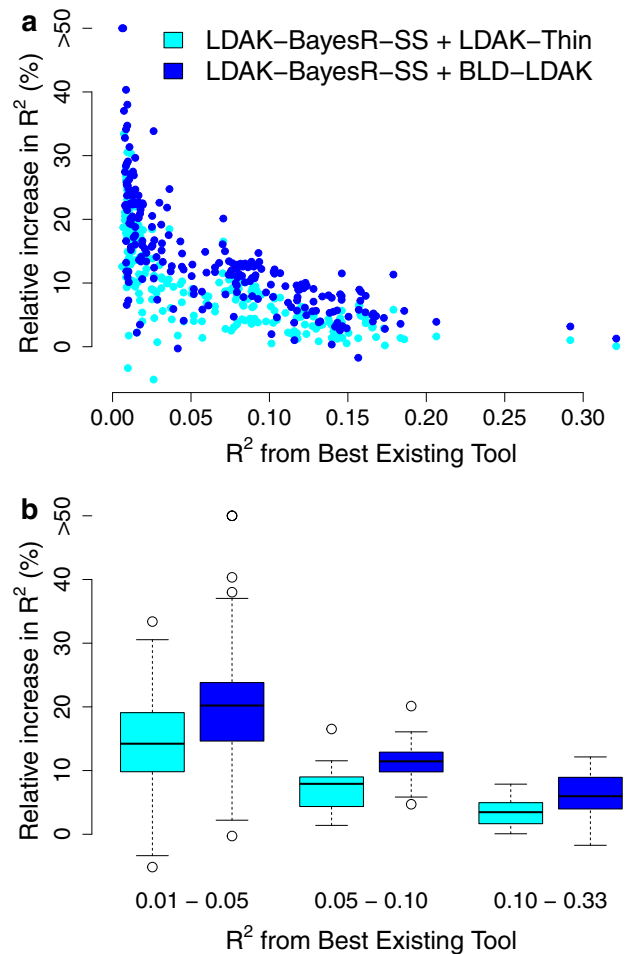 a
LDAK−BayesR−SS + LDAK−Thin
LDAK−BayesR−SS + BLD−LDAK
Relative increase in R² (%)
>50
40
30
20
10
0
0.00 0.05 0.10 0.15 0.20 0.25 0.30
R² from Best Existing Tool
b
Relative increase in R² (%)
>50
40
30
20
10
0
0.01 − 0.05 0.05 − 0.10 0.10 − 0.33
R² from Best Existing Tool